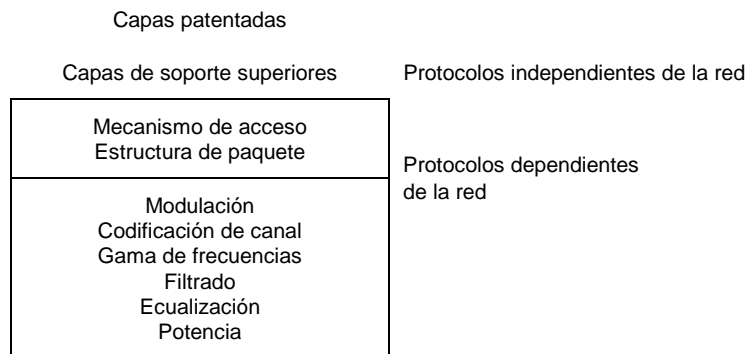 Capas patentadas
Capas de soporte superiores
Protocolos independientes de la red
Mecanismo de acceso
Estructura de paquete
Protocolos dependientes
de la red
Modulación
Codificación de canal
Gama de frecuencias
Filtrado
Ecualización
Potencia